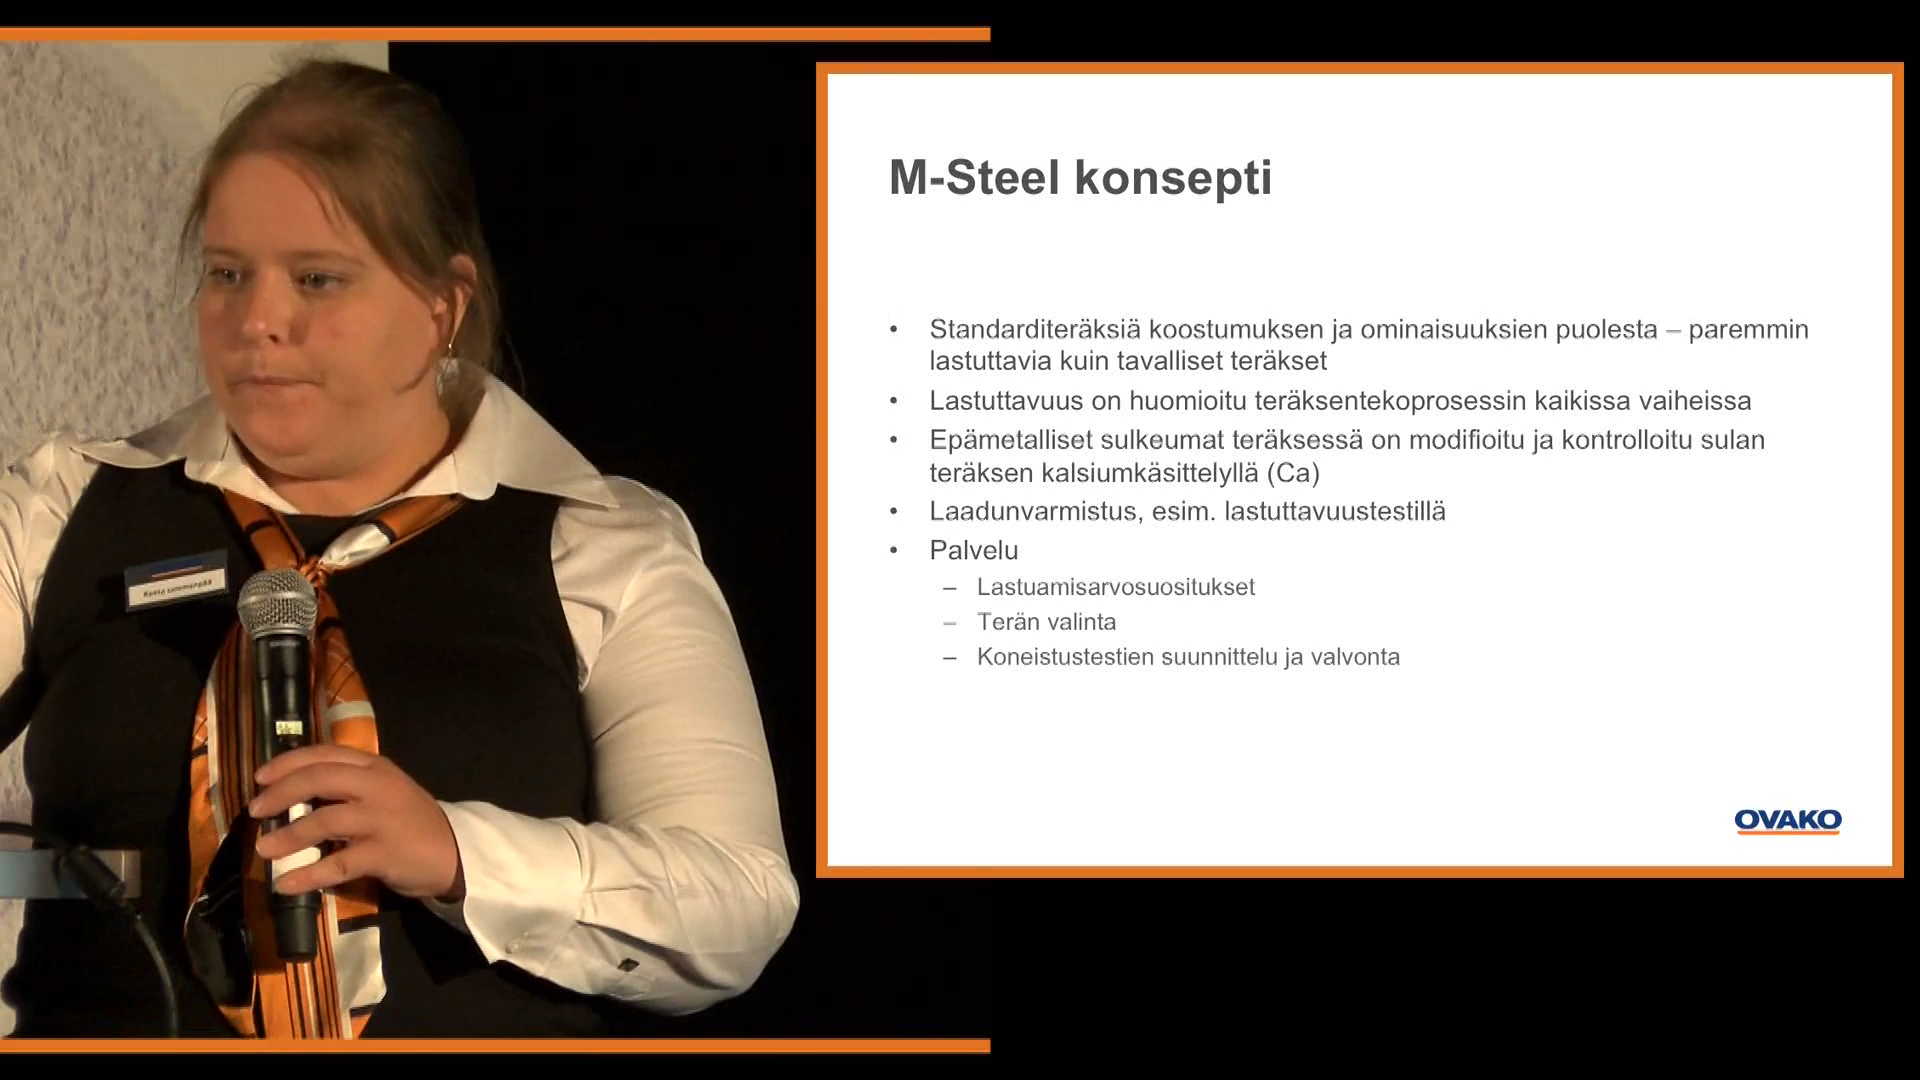 M-Steel konsepti
• Standarditeräksiä koostumuksen ja ominaisuuksien puolesta – paremmin
lastuttavia kuin tavalliset teräkset
• Lastuttavuus on huomioitu teräksentekoprosessin kaikissa vaiheissa
• Epämetalliset sulkeumat teräksessä on modifioitu ja kontrolloitu sulan
teräksen kalsiumkäsittelyllä (Ca)
• Laadunvarmistus, esim. lastuttavuustestillä
• Palvelu
– Lastuamisarvosuositukset
– Terän valinta
– Koneistustestien suunnittelu ja valvonta
OVAKO